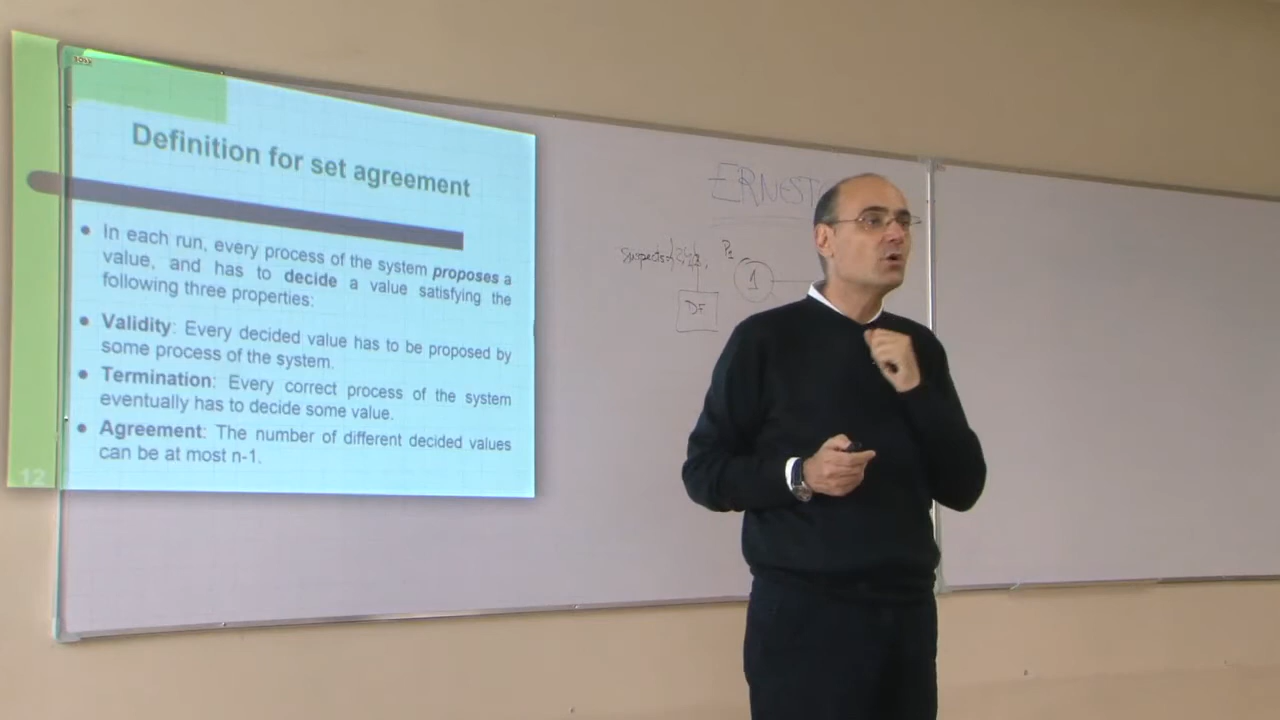 Definition for set agreement
• In each run, every process of the system proposes a
value, and has to decide a value satisfying the
following three properties:
• Validity: Every decided value has to be proposed by
some process of the system.
• Termination: Every correct process of the system
eventually has to decide some value.
• Agreement: The number of different decided values
can be at most n-1.
12
ERNEST
suspects
P1
1